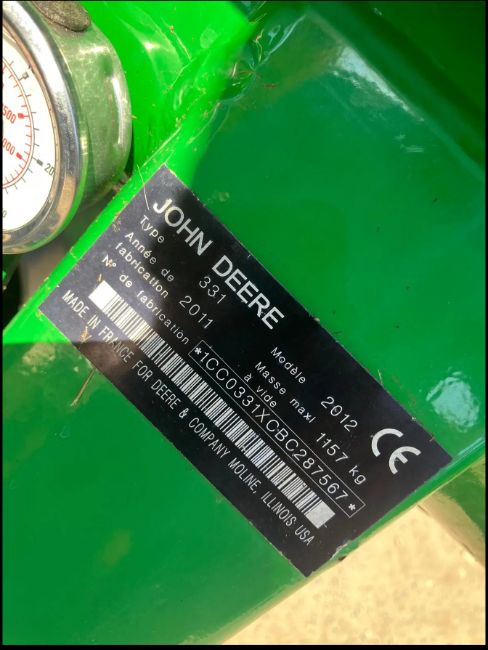 JOHN DEERE
Type 331 Modèle 2012
Année de fabrication 2011 Masse maxi à vide 1157 kg
N° de fabrication *1CC0331XCBC287567*
MADE IN FRANCE FOR DEERE & COMPANY MOLINE, ILLINOIS USA
CE
20